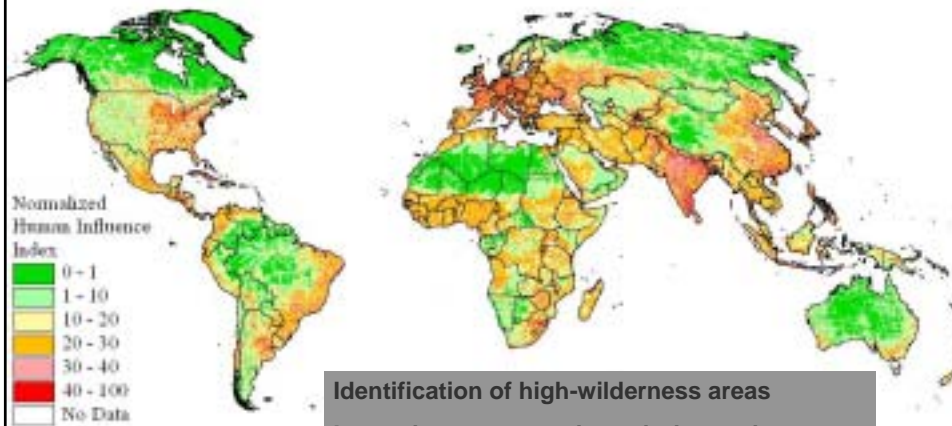 Normalized
Human Influence
Index
0 - 1
1 - 10
10 - 20
20 - 30
30 - 40
40 - 100
No Data
Identification of high-wilderness areas